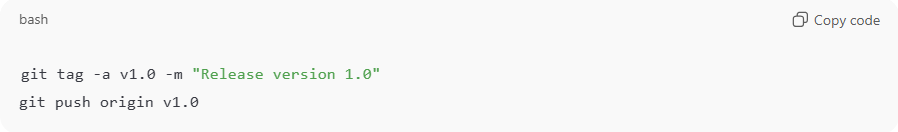 bash
Copy code
git tag -a v1.0 -m "Release version 1.0"
git push origin v1.0